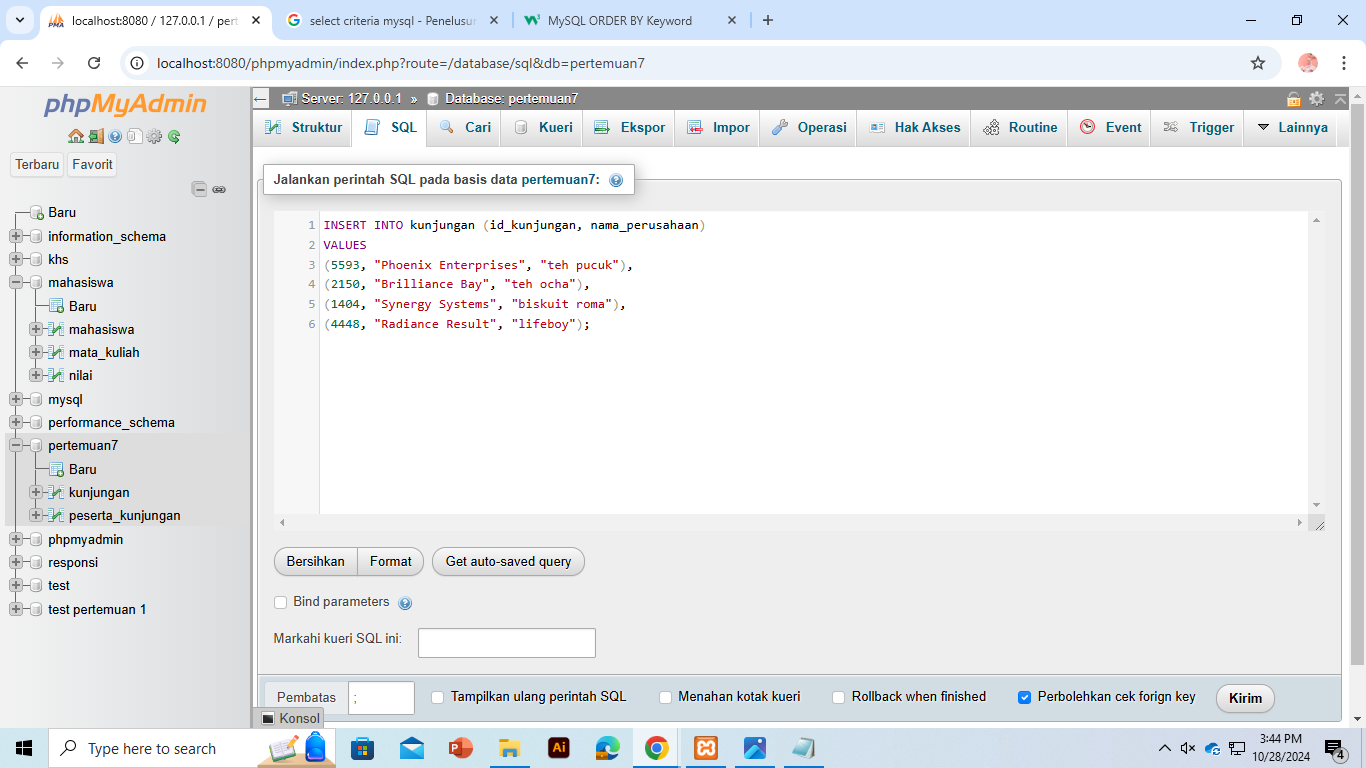 localhost:8080 / 127.0.0.1 / pert
select criteria mysql - Penelusur
MySQL ORDER BY Keyword
localhost:8080/phpmyadmin/index.php?route=/database/sql&db=pertemuan7
phpMyAdmin
Terbaru
Favorit
Baru
information_schema
khs
mahasiswa
Baru
mahasiswa
mata_kuliah
nilai
mysql
performance_schema
pertemuan7
Baru
kunjungan
peserta_kunjungan
phpmyadmin
responsi
test
test pertemuan 1
Server: 127.0.0.1 » Database: pertemuan7
Struktur
SQL
Cari
Kueri
Ekspor
Impor
Operasi
Hak Akses
Routine
Event
Trigger
Lainnya
Jalankan perintah SQL pada basis data pertemuan7:
1 INSERT INTO kunjungan (id_kunjungan, nama_perusahaan)
2 VALUES
3 (5593, "Phoenix Enterprises", "teh pucuk"),
4 (2150, "Brilliance Bay", "teh ocha"),
5 (1404, "Synergy Systems", "biskuit roma"),
6 (4448, "Radiance Result", "lifeboy");
Bersihkan
Format
Get auto-saved query
Bind parameters
Markahi kueri SQL ini:
Pembatas
;
Tampilkan ulang perintah SQL
Menahan kotak kueri
Rollback when finished
Perbolehkan cek forign key
Kirim
Konsol
Type here to search
3:44 PM
10/28/2024
4